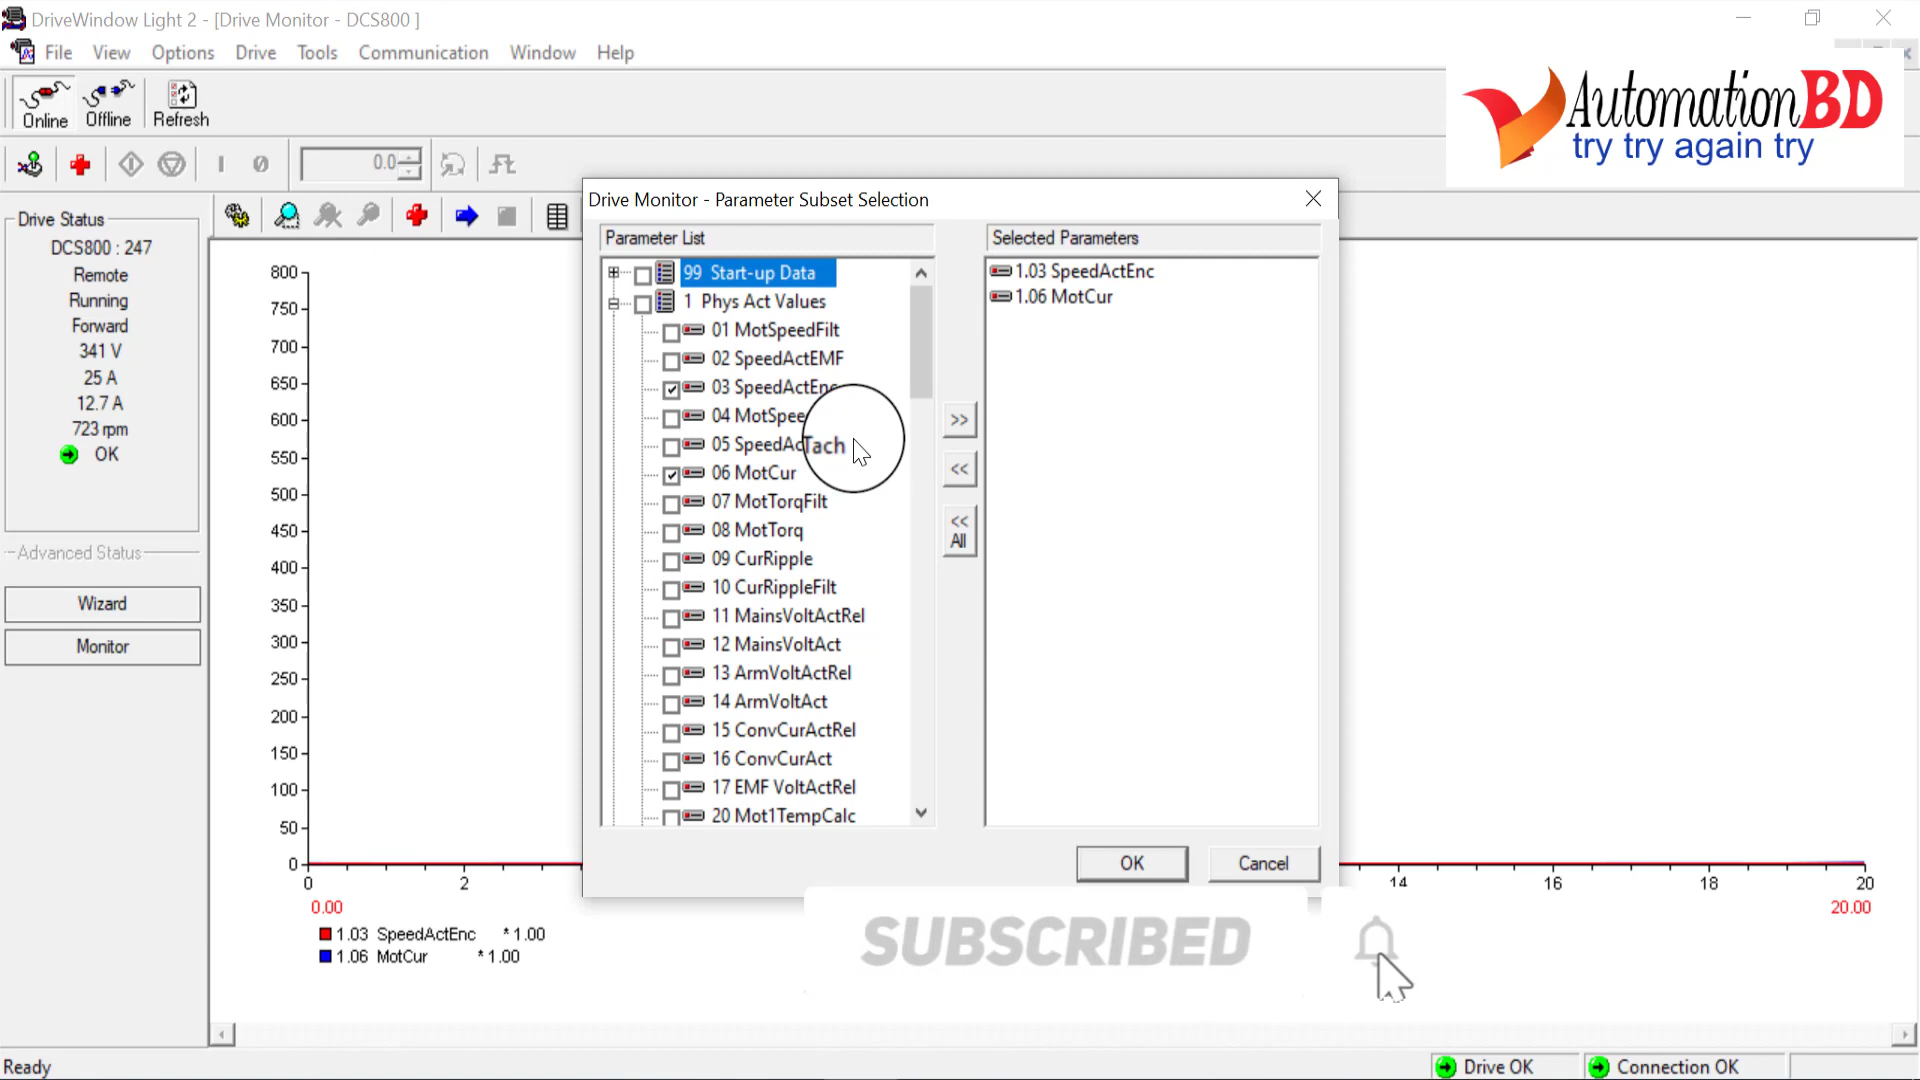 DriveWindow Light 2 - [Drive Monitor - DCS800 ]
File View Options Drive Tools Communication Window Help
Online Offline Refresh
AutomationBD
try try again try
0.0
Drive Status
DCS800 : 247
Remote
Running
Forward
341 V
25 A
12.7 A
723 rpm
OK
Advanced Status
Wizard
Monitor
800
750
700
650
600
550
500
450
400
350
300
250
200
150
100
50
0
0 2 14 16 18 20
0.00 20.00
1.03 SpeedActEnc *1.00
1.06 MotCur *1.00
Drive Monitor - Parameter Subset Selection
Parameter List
99 Start-up Data
1 Phys Act Values
01 MotSpeedFilt
02 SpeedActEMF
03 SpeedActEnc
04 MotSpee
05 SpeedAcTach
06 MotCur
07 MotTorqFilt
08 MotTorq
09 CurRipple
10 CurRippleFilt
11 MainsVoltActRel
12 MainsVoltAct
13 ArmVoltActRel
14 ArmVoltAct
15 ConvCurActRel
16 ConvCurAct
17 EMF VoltActRel
20 Mot1TempCalc
>>
<<
<<
All
Selected Parameters
1.03 SpeedActEnc
1.06 MotCur
OK Cancel
SUBSCRIBED
Ready Drive OK Connection OK